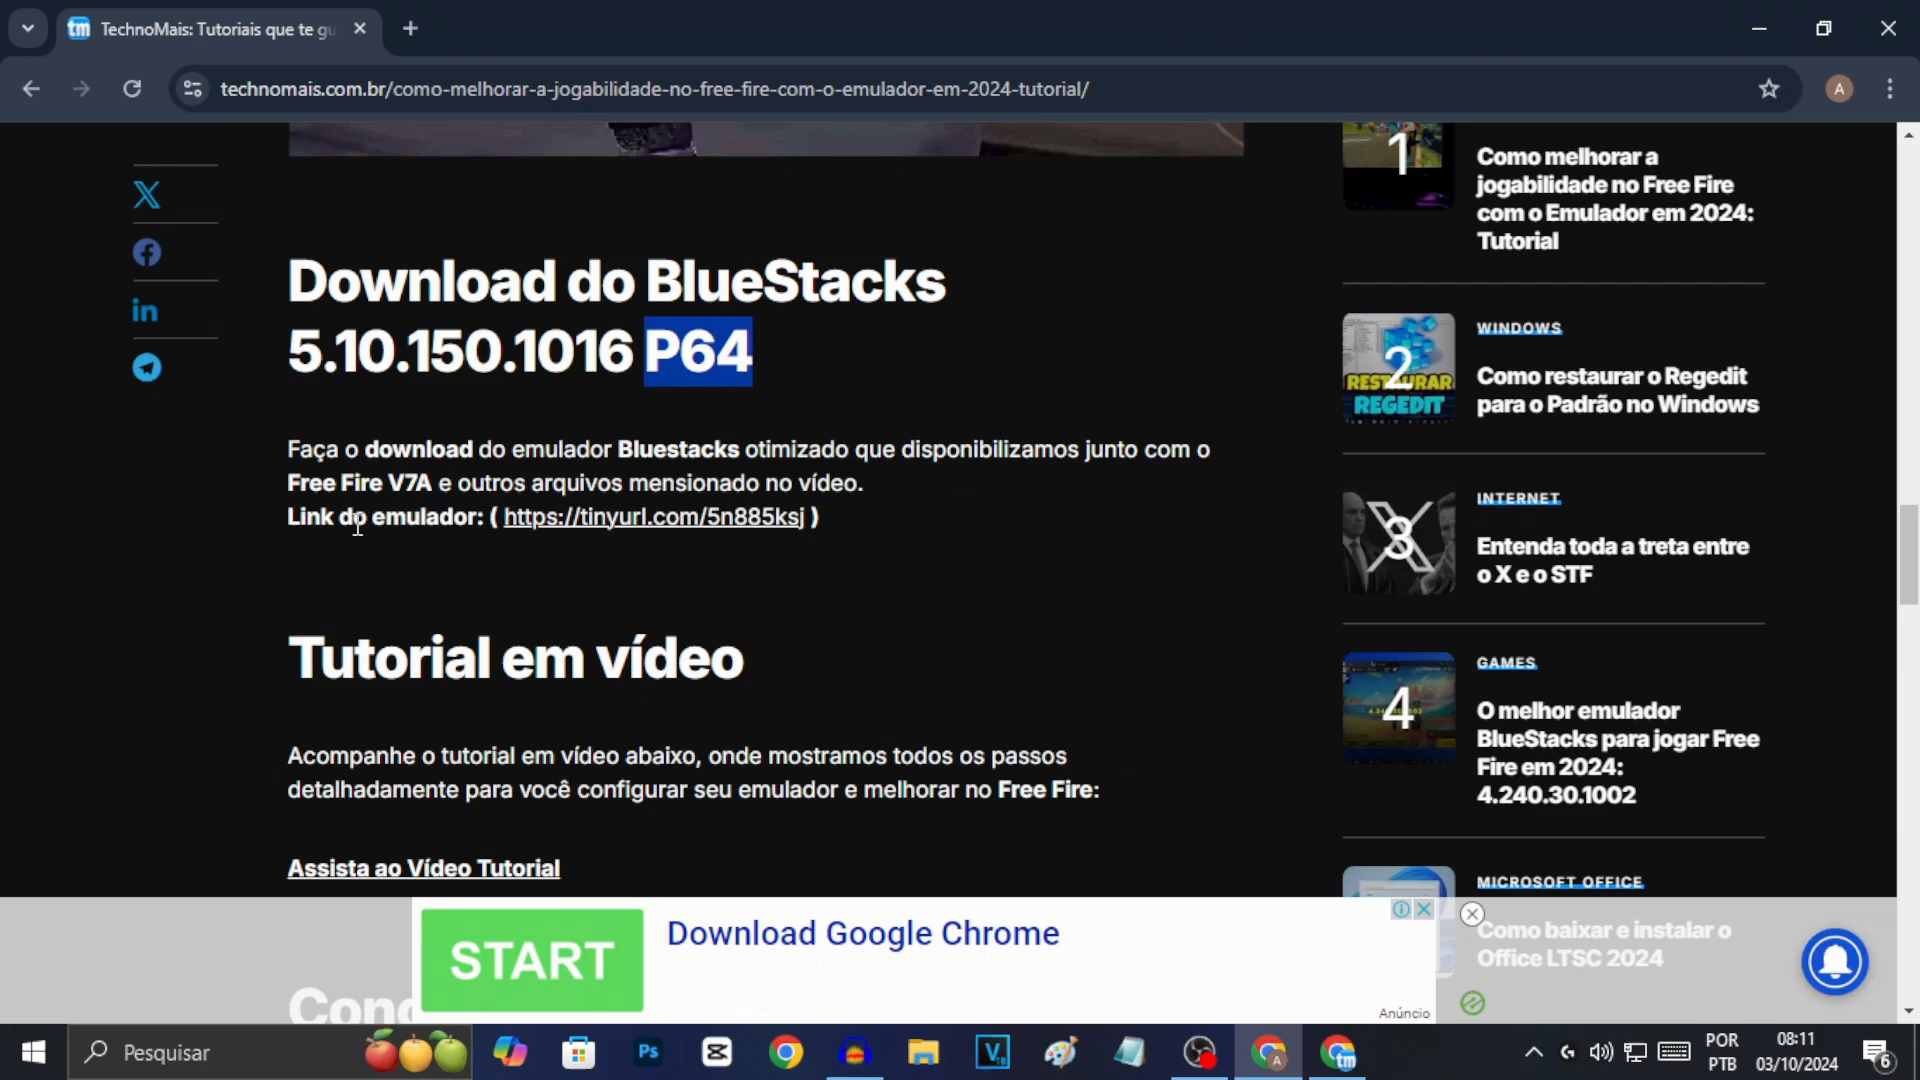 TechnoMais: Tutoriais que te gu
technomais.com.br/como-melhorar-a-jogabilidade-no-free-fire-com-o-emulador-em-2024-tutorial/
A
Download do BlueStacks
5.10.150.1016 P64
Faça o download do emulador Bluestacks otimizado que disponibilizamos junto com o
Free Fire V7A e outros arquivos mensionado no vídeo.
Link do emulador: ( https://tinyurl.com/5n885ksj )
Tutorial em vídeo
Acompanhe o tutorial em vídeo abaixo, onde mostramos todos os passos
detalhadamente para você configurar seu emulador e melhorar no Free Fire:
Assista ao Vídeo Tutorial
Conc
1
Como melhorar a
jogabilidade no Free Fire
com o Emulador em 2024:
Tutorial
2
RESTAURAR
REGEDIT
WINDOWS
Como restaurar o Regedit
para o Padrão no Windows
3
INTERNET
Entenda toda a treta entre
o X e o STF
4
GAMES
O melhor emulador
BlueStacks para jogar Free
Fire em 2024:
4.240.30.1002
MICROSOFT OFFICE
Como baixar e instalar o
Office LTSC 2024
START
Download Google Chrome
Anúncio
Pesquisar
POR
PTB
08:11
03/10/2024
6